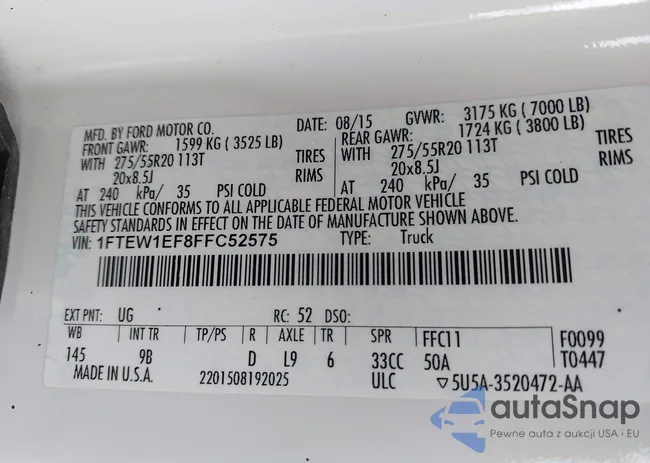 MFD. BY FORD MOTOR CO. DATE: 08/15 GVWR: 3175 KG ( 7000 LB)
FRONT GAWR: 1599 KG ( 3525 LB) REAR GAWR: 1724 KG ( 3800 LB)
WITH 275/55R20 113T TIRES WITH 275/55R20 113T TIRES
20x8.5J RIMS 20x8.5J RIMS
AT 240 kPa/ 35 PSI COLD AT 240 kPa/ 35 PSI COLD
THIS VEHICLE CONFORMS TO ALL APPLICABLE FEDERAL MOTOR VEHICLE
SAFETY STANDARDS IN EFFECT ON THE DATE OF MANUFACTURE SHOWN ABOVE.
VIN: 1FTEW1EF8FFC52575 TYPE: Truck
EXT PNT: UG RC: 52 DSO:
WB INT TR TP/PS R AXLE TR SPR FFC11 F0099
145 9B D L9 6 33CC 50A T0447
MADE IN U.S.A. 2201508192025 ULC ▽5U5A-3520472-AA
autaSnap
Pewne auta z aukcji USA i EU